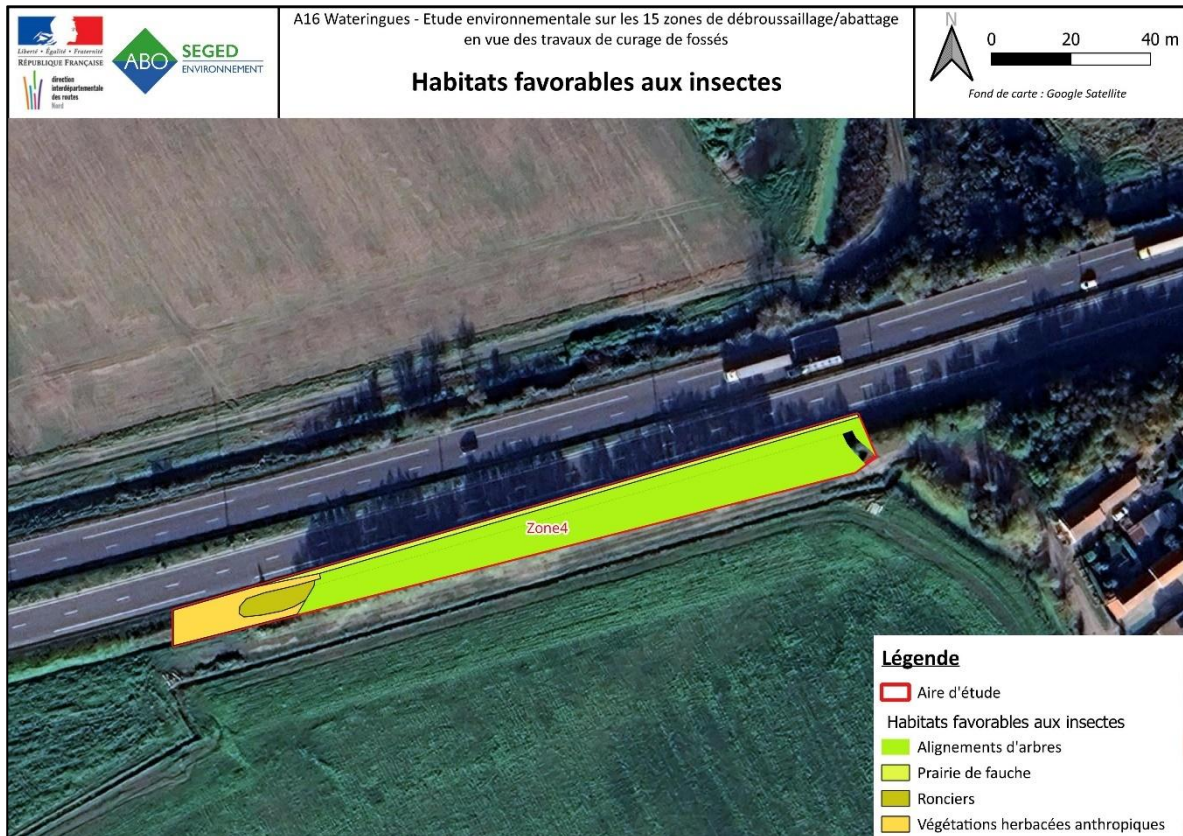 Liberté • Égalité • Fraternité
RÉPUBLIQUE FRANÇAISE
direction
interdépartementale
des routes
Nord
ABO
SEGED
ENVIRONNEMENT
A16 Wateringues - Etude environnementale sur les 15 zones de débroussaillage/abattage
en vue des travaux de curage de fossés
Habitats favorables aux insectes
N
0 20 40 m
Fond de carte : Google Satellite
Zone4
Légende
Aire d'étude
Habitats favorables aux insectes
Alignements d'arbres
Prairie de fauche
Ronciers
Végétations herbacées anthropiques